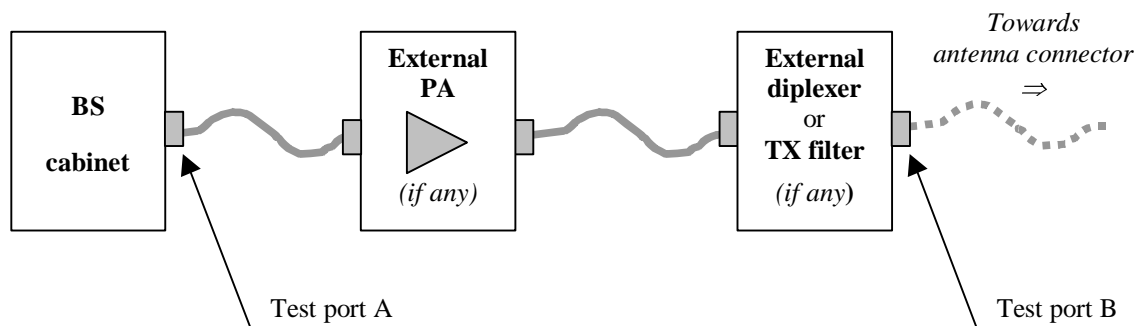 BS
cabinet
External
PA
(if any)
External
diplexer
or
TX filter
(if any)
Towards
antenna connector
⇒
Test port A
Test port B